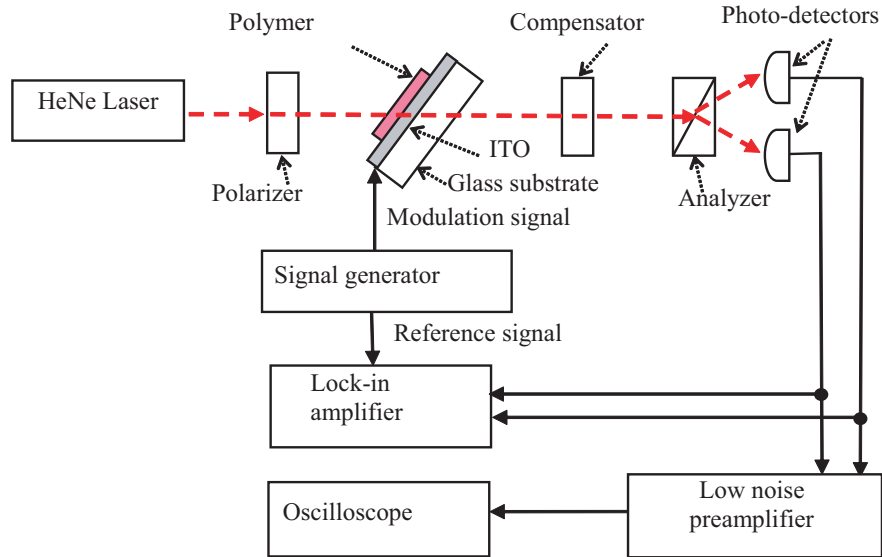 Polymer
Compensator
Photo-detectors
HeNe Laser
ITO
Glass substrate
Polarizer
Analyzer
Modulation signal
Signal generator
Reference signal
Lock-in
amplifier
Low noise
preamplifier
Oscilloscope